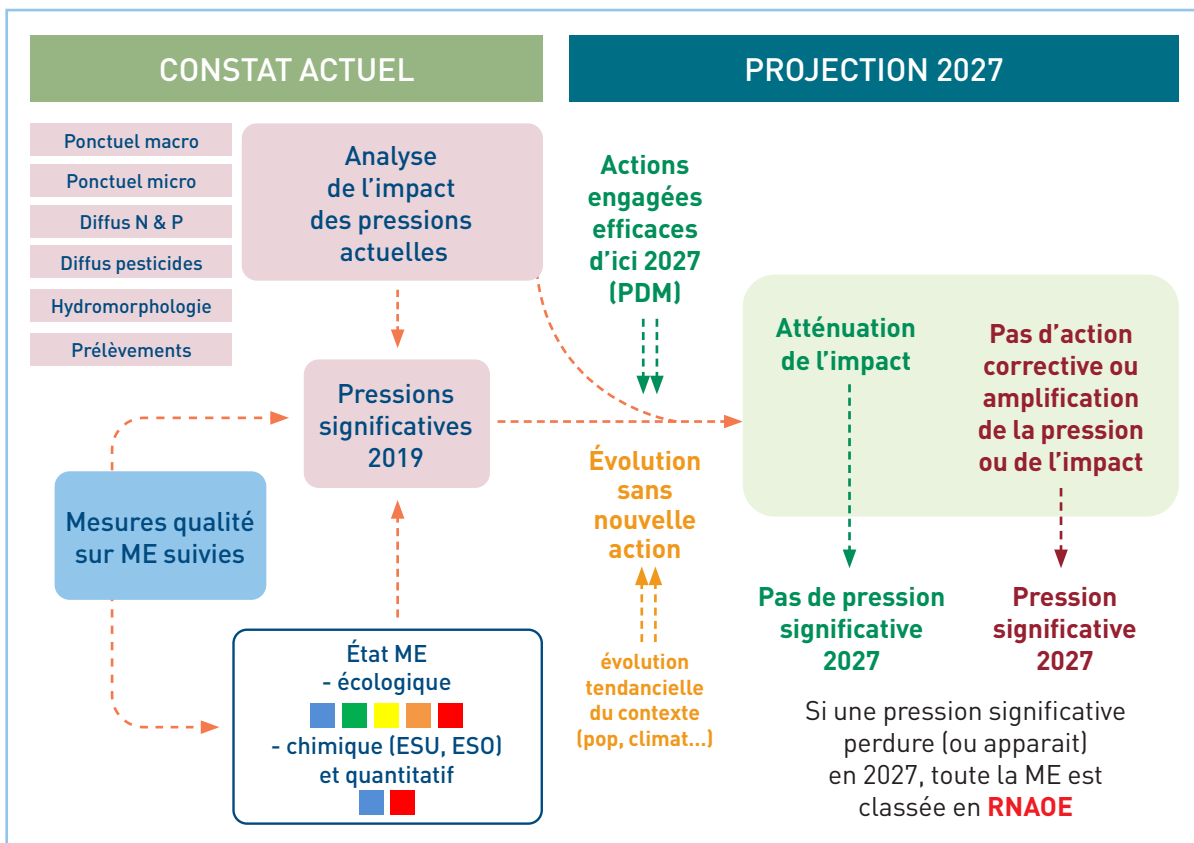 CONSTAT ACTUEL
PROJECTION 2027
Ponctuel macro
Ponctuel micro
Diffus N & P
Diffus pesticides
Hydromorphologie
Prélèvements
Analyse
de l’impact
des pressions
actuelles
Pressions
significatives
2019
Mesures qualité
sur ME suivies
État ME
- écologique
- chimique (ESU, ESO)
et quantitatif
Actions
engagées
efficaces
d’ici 2027
(PDM)
Évolution
sans
nouvelle
action
évolution
tendancielle
du contexte
(pop, climat...)
Atténuation
de l’impact
Pas d’action
corrective ou
amplification
de la pression
ou de l’impact
Pas de pression
significative
2027
Pression
significative
2027
Si une pression significative
perdure (ou apparait)
en 2027, toute la ME est
classée en RNAOE